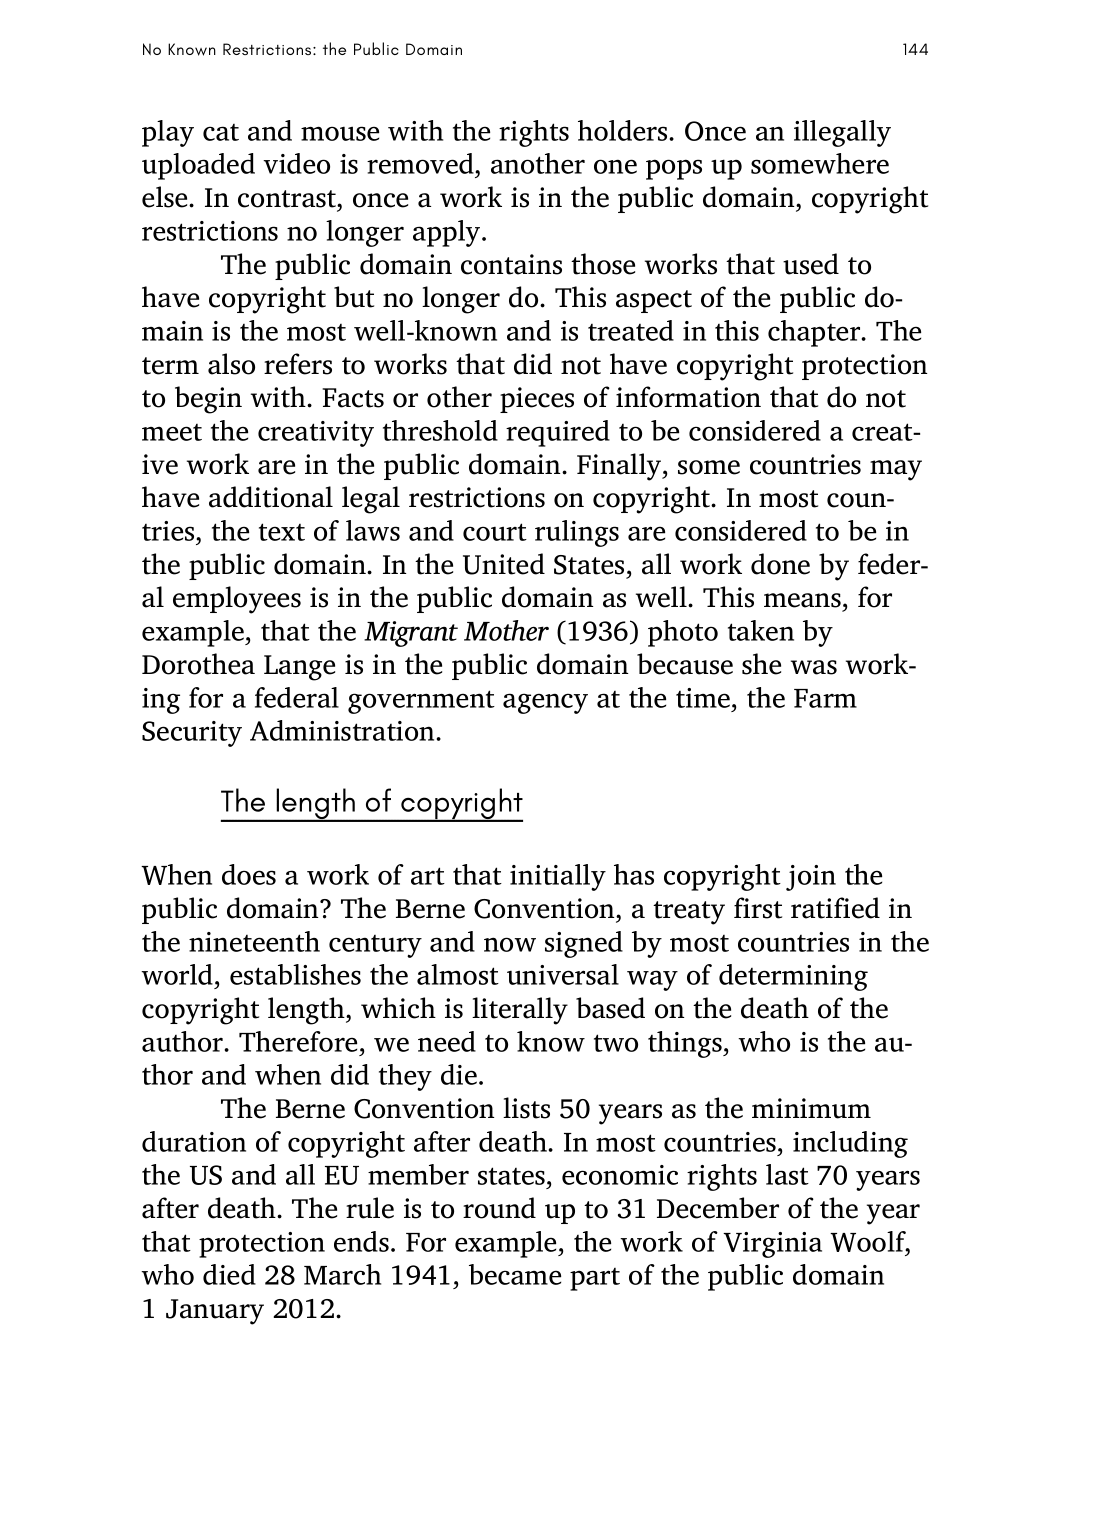 No Known Restrictions: the Public Domain 144
play cat and mouse with the rights holders. Once an illegally
uploaded video is removed, another one pops up somewhere
else. In contrast, once a work is in the public domain, copyright
restrictions no longer apply.
The public domain contains those works that used to
have copyright but no longer do. This aspect of the public do-
main is the most well-known and is treated in this chapter. The
term also refers to works that did not have copyright protection
to begin with. Facts or other pieces of information that do not
meet the creativity threshold required to be considered a creat-
ive work are in the public domain. Finally, some countries may
have additional legal restrictions on copyright. In most coun-
tries, the text of laws and court rulings are considered to be in
the public domain. In the United States, all work done by feder-
al employees is in the public domain as well. This means, for
example, that the Migrant Mother (1936) photo taken by
Dorothea Lange is in the public domain because she was work-
ing for a federal government agency at the time, the Farm
Security Administration.
The length of copyright
When does a work of art that initially has copyright join the
public domain? The Berne Convention, a treaty first ratified in
the nineteenth century and now signed by most countries in the
world, establishes the almost universal way of determining
copyright length, which is literally based on the death of the
author. Therefore, we need to know two things, who is the au-
thor and when did they die.
The Berne Convention lists 50 years as the minimum
duration of copyright after death. In most countries, including
the US and all EU member states, economic rights last 70 years
after death. The rule is to round up to 31 December of the year
that protection ends. For example, the work of Virginia Woolf,
who died 28 March 1941, became part of the public domain
1 January 2012.